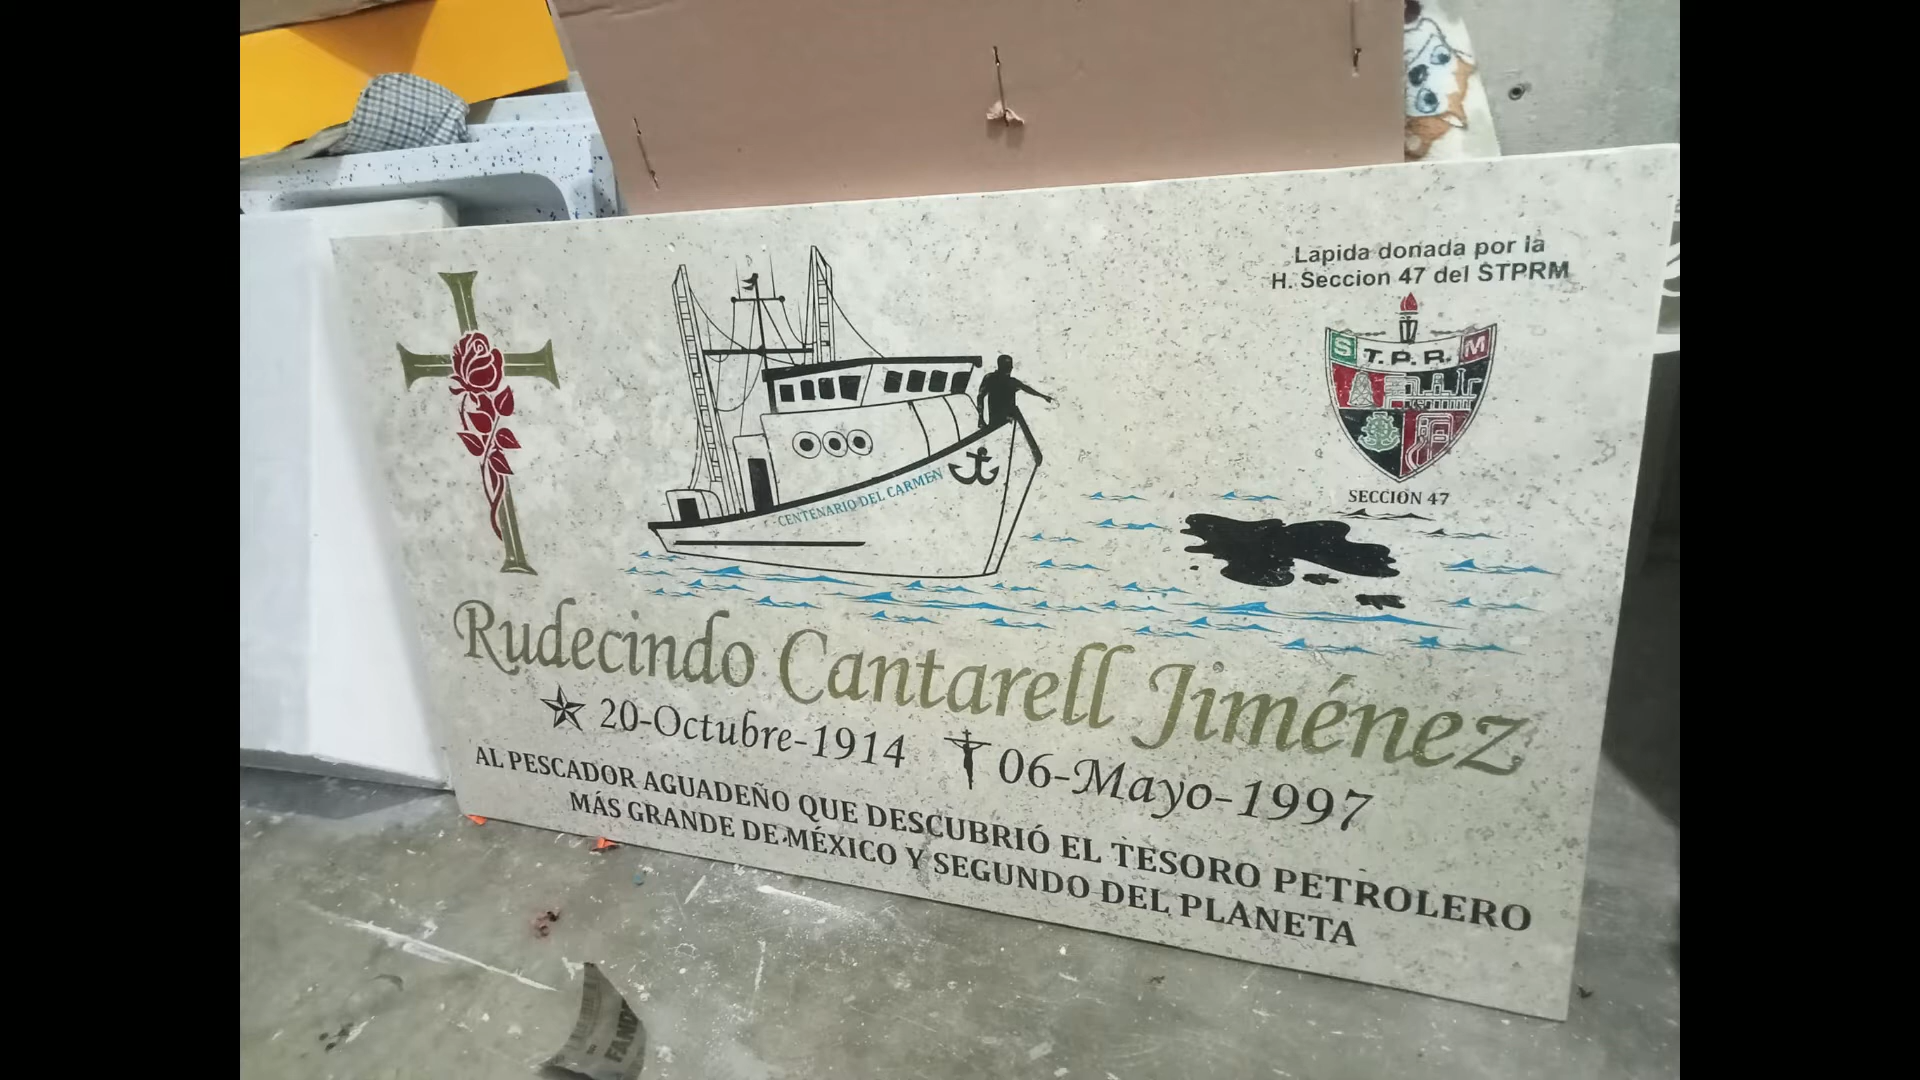 Lapida donada por la
H. Seccion 47 del STPRM
S T.P.R. M
SECCION 47
CENTENARIO DEL CARMEN
Rudecindo Cantarell Jiménez
20-Octubre-1914 06-Mayo-1997
AL PESCADOR AGUADEÑO QUE DESCUBRIÓ EL TESORO PETROLERO
MÁS GRANDE DE MÉXICO Y SEGUNDO DEL PLANETA